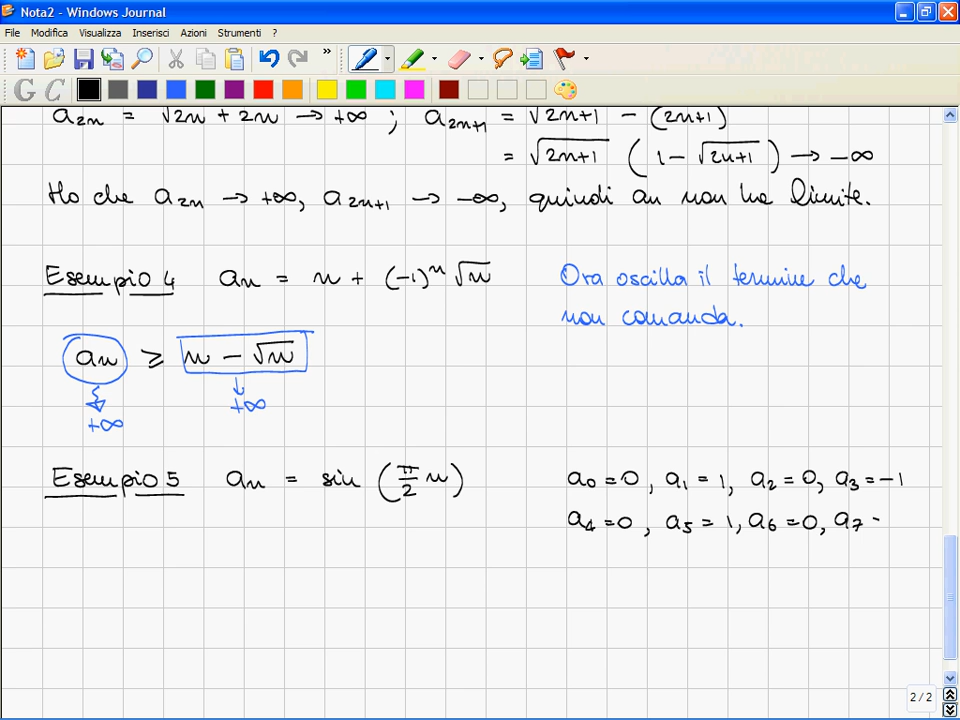 Nota2 - Windows Journal
File Modifica Visualizza Inserisci Azioni Strumenti ?
G C
a2n = √2n + 2n → +∞ ; a2n+1 = √2n+1 - (2n+1)
= √2n+1 (1 - √2n+1) → -∞
Ho che a2n → +∞, a2n+1 → -∞, quindi an non ha limite.
Esempio 4 an = n + (-1)^n √n Ora oscilla il termine che
non comanda.
an ≥ n - √n
+∞ +∞
Esempio 5 an = sin (π/2 n) a0 = 0, a1 = 1, a2 = 0, a3 = -1
a4 = 0, a5 = 1, a6 = 0, a7 -
2 / 2